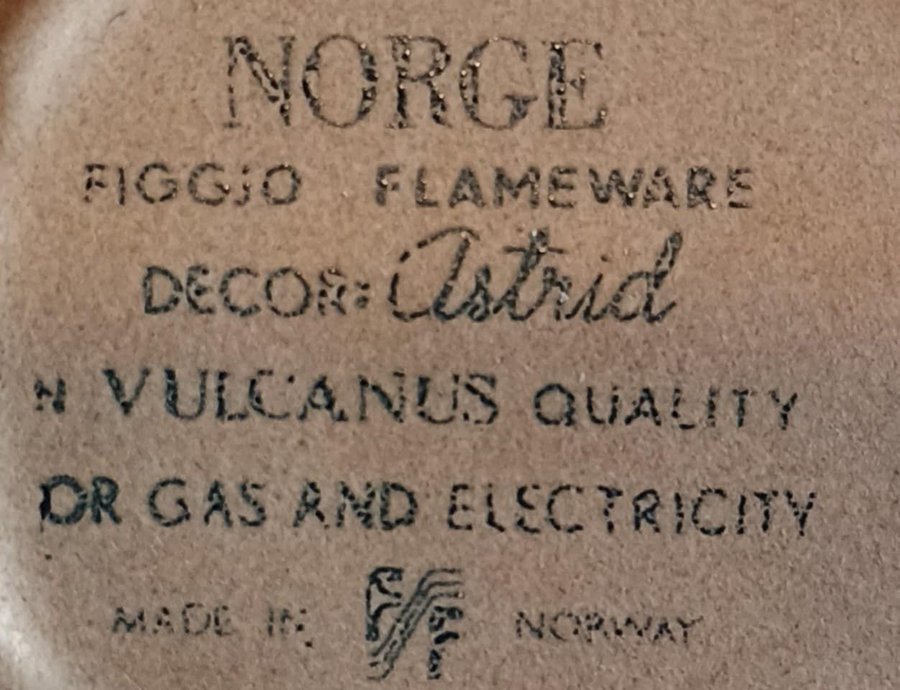 NORGE
FIGGJO FLAMEWARE
DECOR: Astrid
N VULCANUS QUALITY
OR GAS AND ELECTRICITY
MADE IN NORWAY